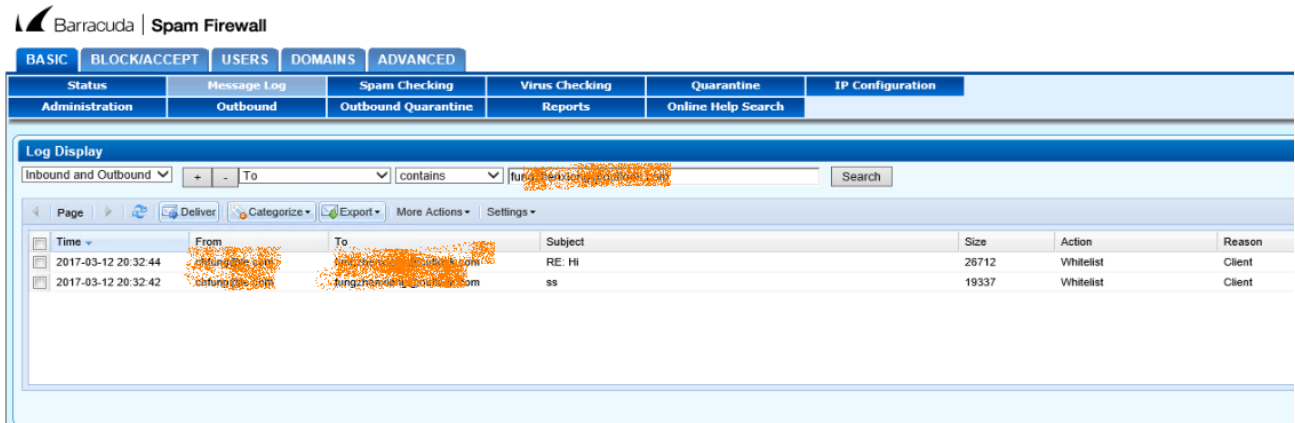 Barracuda | Spam Firewall
BASIC BLOCK/ACCEPT USERS DOMAINS ADVANCED
Status Message Log Spam Checking Virus Checking Quarantine IP Configuration
Administration Outbound Outbound Quarantine Reports Online Help Search
Log Display
Inbound and Outbound + - To contains Search
Page Deliver Categorize Export More Actions Settings
Time From To Subject Size Action Reason
2017-03-12 20:32:44 RE: Hi 26712 Whitelist Client
2017-03-12 20:32:42 ss 19337 Whitelist Client